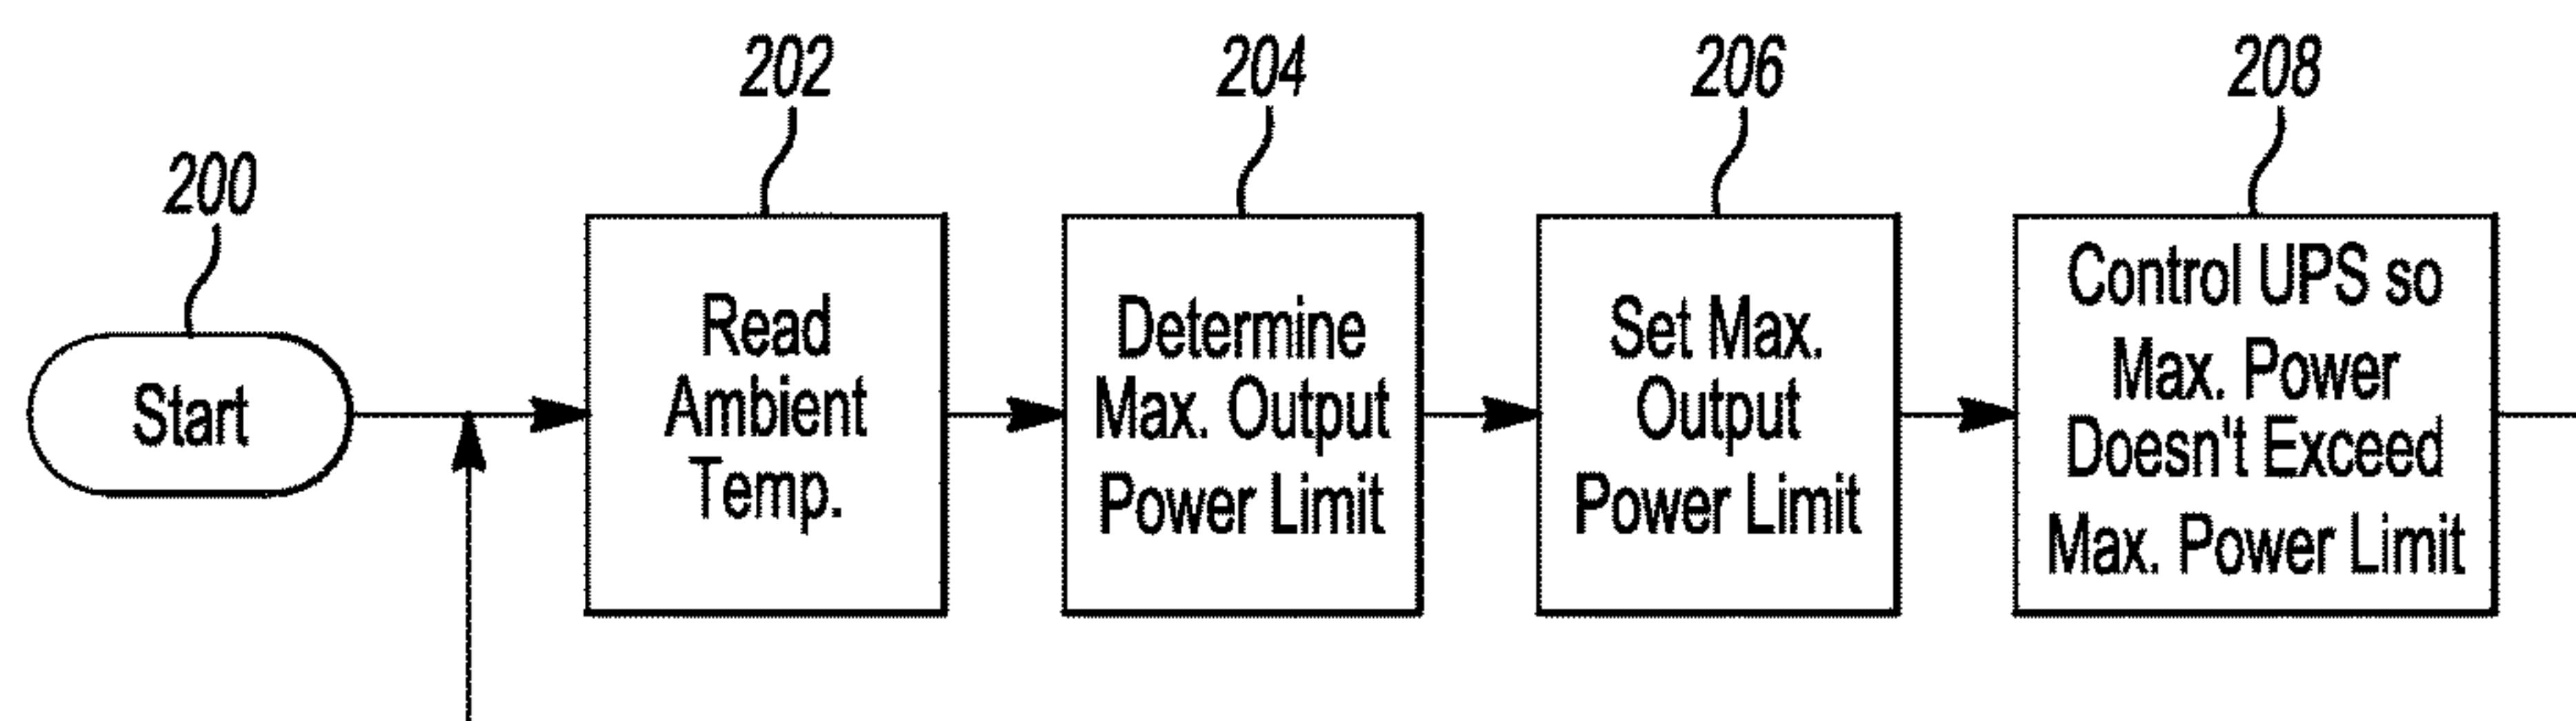 200
Start
202
Read
Ambient
Temp.
204
Determine
Max. Output
Power Limit
206
Set Max.
Output
Power Limit
208
Control UPS so
Max. Power
Doesn't Exceed
Max. Power Limit